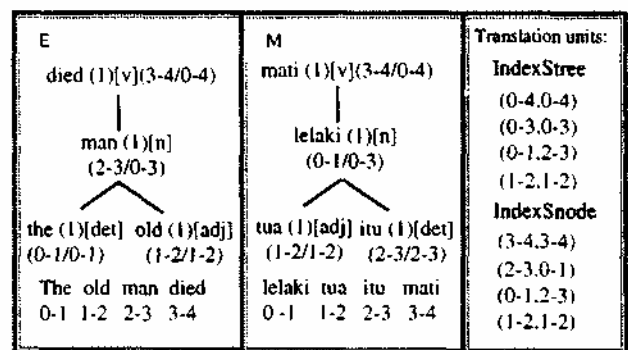 E
died (1)[v](3-4/0-4)
man (1)[n]
(2-3/0-3)
the (1)[det] old (1)[adj]
(0-1/0-1) (1-2/1-2)
The old man died
0-1 1-2 2-3 3-4
M
mati (1)[v](3-4/0-4)
lelaki (1)[n]
(0-1/0-3)
tua (1)[adj] itu (1)[det]
(1-2/1-2) (2-3/2-3)
lelaki tua itu mati
0-1 1-2 2-3 3-4
Translation units:
IndexStree
(0-4.0-4)
(0-3.0-3)
(0-1.2-3)
(1-2.1-2)
IndexSnode
(3-4.3-4)
(2-3.0-1)
(0-1.2-3)
(1-2.1-2)